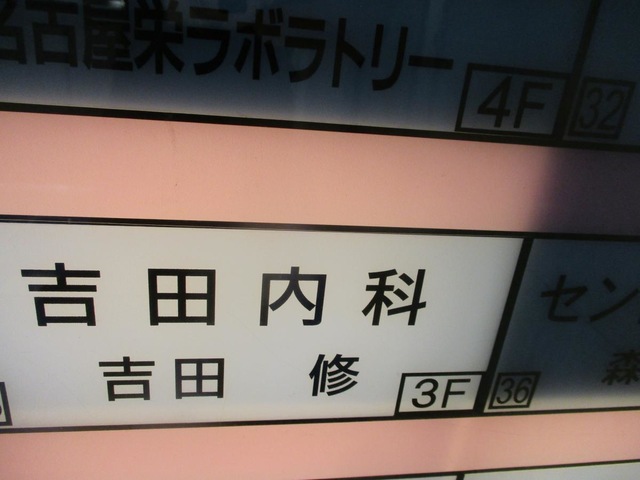 名古屋栄ラボラトリー 4F
32
吉田内科
吉田 修 3F
セン
36 森